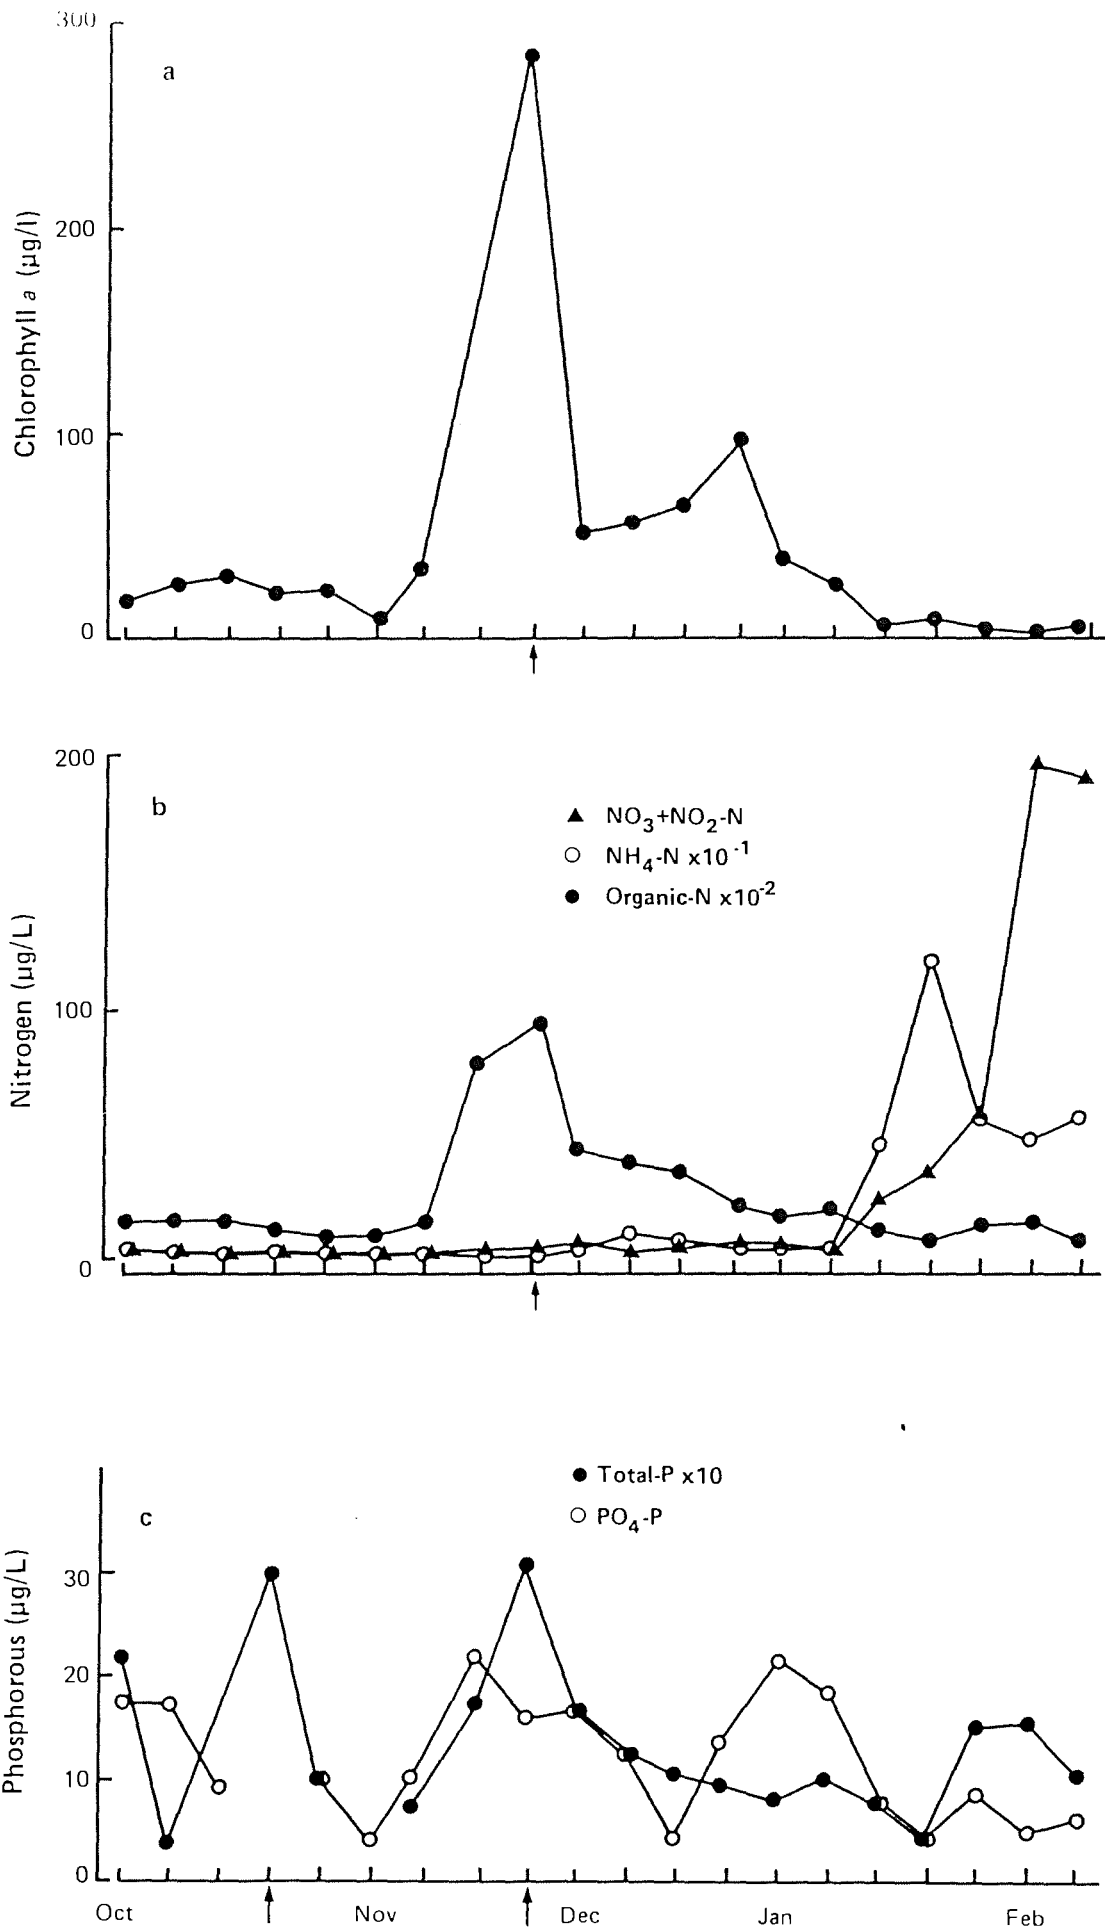 300
a
200
100
0
Chlorophyll a (µg/l)
200
b
▲ NO3+NO2-N
○ NH4-N x10-1
● Organic-N x10-2
100
0
Nitrogen (µg/L)
● Total-P x10
○ PO4-P
c
30
20
10
0
Phosphorous (µg/L)
Oct Nov Dec Jan Feb